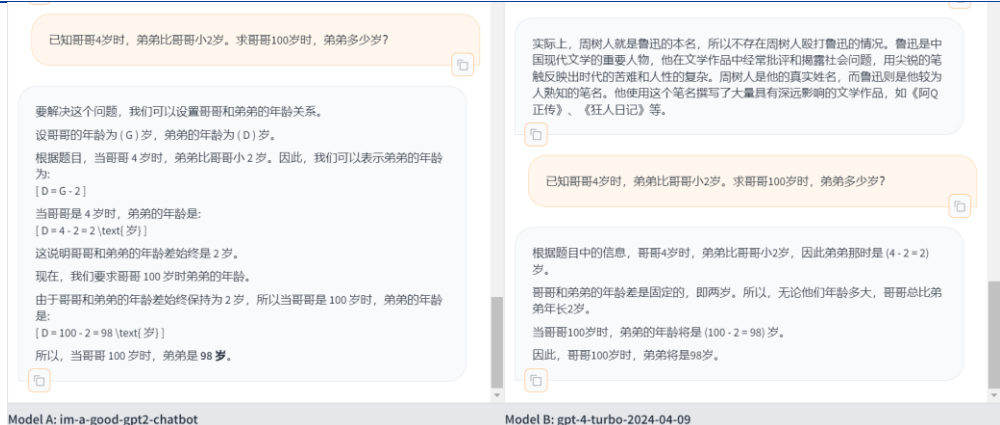 已知哥哥4岁时，弟弟比哥哥小2岁。求哥哥100岁时，弟弟多少岁？
要解决这个问题，我们可以设置哥哥和弟弟的年龄关系。
设哥哥的年龄为 ( G ) 岁，弟弟的年龄为 ( D ) 岁。
根据题目，当哥哥 4 岁时，弟弟比哥哥小 2 岁。因此，我们可以表示弟弟的年龄
为:
[ D = G - 2 ]
当哥哥是 4 岁时，弟弟的年龄是:
[ D = 4 - 2 = 2 \text{ 岁} ]
这说明哥哥和弟弟的年龄差始终是 2 岁。
现在，我们要求哥哥 100 岁时弟弟的年龄。
由于哥哥和弟弟的年龄差始终保持为 2 岁，所以当哥哥是 100 岁时，弟弟的年龄
是:
[ D = 100 - 2 = 98 \text{ 岁} ]
所以，当哥哥 100 岁时，弟弟是 98 岁。
Model A: im-a-good-gpt2-chatbot
实际上，周树人就是鲁迅的本名，所以不存在周树人殴打鲁迅的情况。鲁迅是中
国现代文学的重要人物，他在文学作品中经常批评和揭露社会问题，用尖锐的笔
触反映出时代的苦难和人性的复杂。周树人是他的真实姓名，而鲁迅则是他较为
人熟知的笔名。他使用这个笔名撰写了大量具有深远影响的文学作品，如《阿Q
正传》、《狂人日记》等。
已知哥哥4岁时，弟弟比哥哥小2岁。求哥哥100岁时，弟弟多少岁？
根据题目中的信息，哥哥4岁时，弟弟比哥哥小2岁，因此弟弟那时是 (4 - 2 = 2)
岁。
哥哥和弟弟的年龄差是固定的，即两岁。所以，无论他们年龄多大，哥哥总比弟
弟年长2岁。
当哥哥100岁时，弟弟的年龄将是 (100 - 2 = 98) 岁。
因此，哥哥100岁时，弟弟将是98岁。
Model B: gpt-4-turbo-2024-04-09